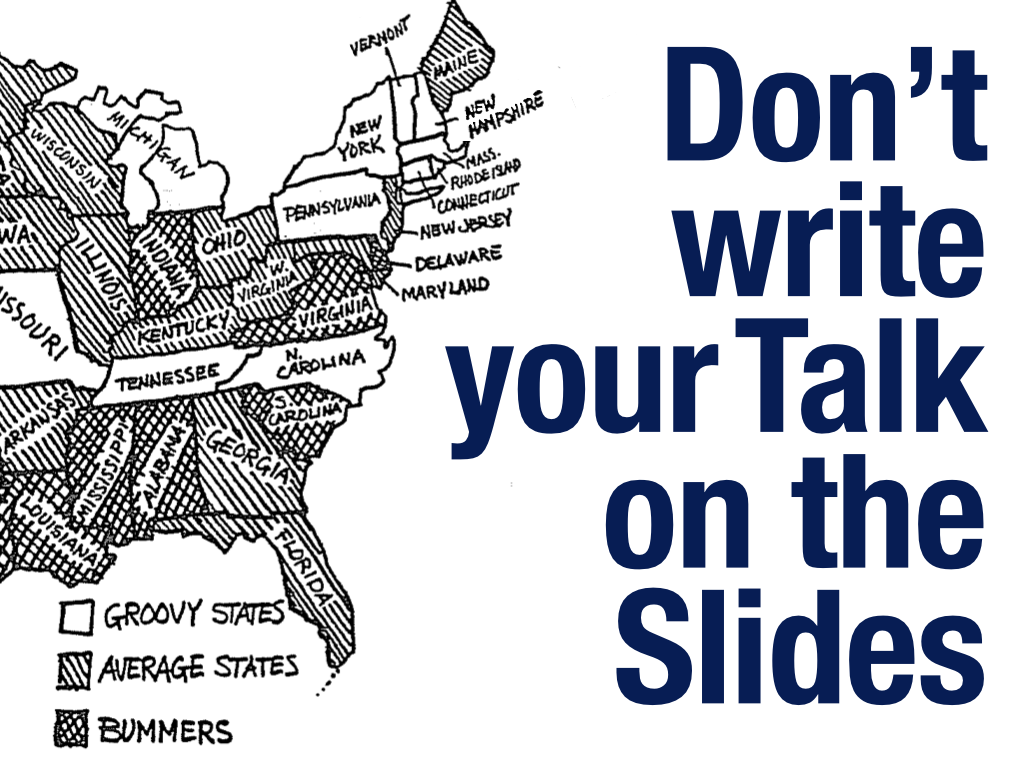 VERMONT
MAINE
NEW
HAMPSHIRE
NEW
YORK
MASS.
RHODE ISLAND
CONNECTICUT
MICHIGAN
WISCONSIN
PENNSYLVANIA
NEW JERSEY
OHIO
DELAWARE
W.
VIRGINIA
MARYLAND
ILLINOIS
INDIANA
KENTUCKY
VIRGINIA
TENNESSEE
N.
CAROLINA
ARKANSAS
S.
CAROLINA
MISSISSIPPI
ALABAMA
GEORGIA
LOUISIANA
FLORIDA
GROOVY STATES
AVERAGE STATES
BUMMERS
Don't
write
your Talk
on the
Slides